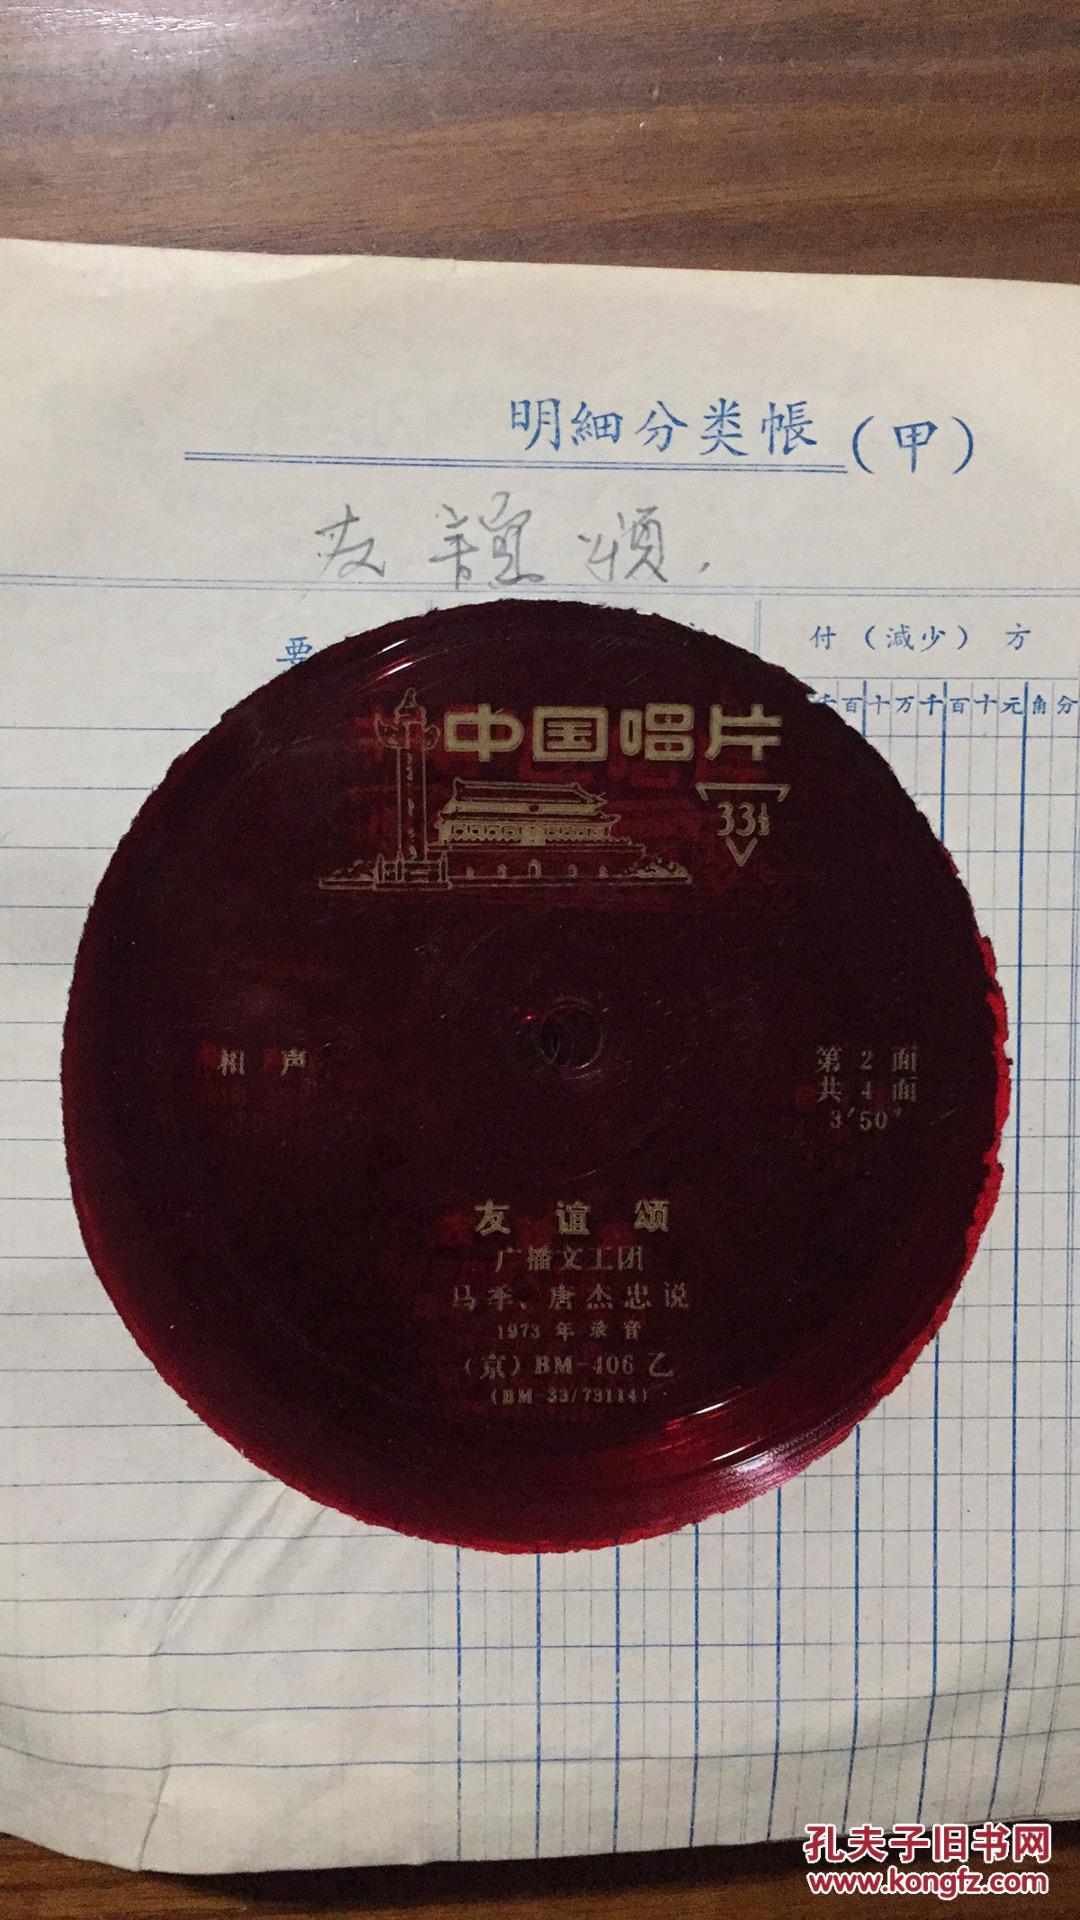 明細分类帳（甲）
友誼頌.
要
付（減少）方
百十万千百十元角分
中国唱片
33⅓
相声
第2面
共4面
3′50″
友谊颂
广播文工团
马季、唐杰忠说
1973年录音
（京）BM-406乙
（BM-33/73114）
孔夫子旧书网
www.kongfz.com